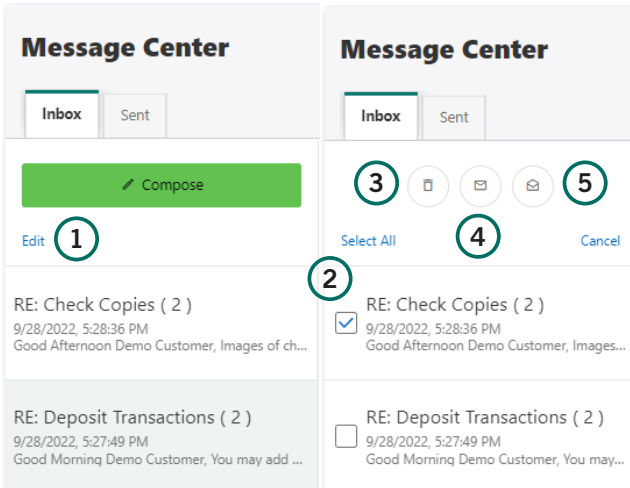 Message Center
Inbox
Sent
Compose
Edit
1
RE: Check Copies ( 2 )
9/28/2022, 5:28:36 PM
Good Afternoon Demo Customer, Images of ch...
RE: Deposit Transactions ( 2 )
9/28/2022, 5:27:49 PM
Good Morning Demo Customer, You may add ...
Message Center
Inbox
Sent
3
5
Select All
4
Cancel
2
RE: Check Copies ( 2 )
9/28/2022, 5:28:36 PM
Good Afternoon Demo Customer, Images...
RE: Deposit Transactions ( 2 )
9/28/2022, 5:27:49 PM
Good Morning Demo Customer, You may...